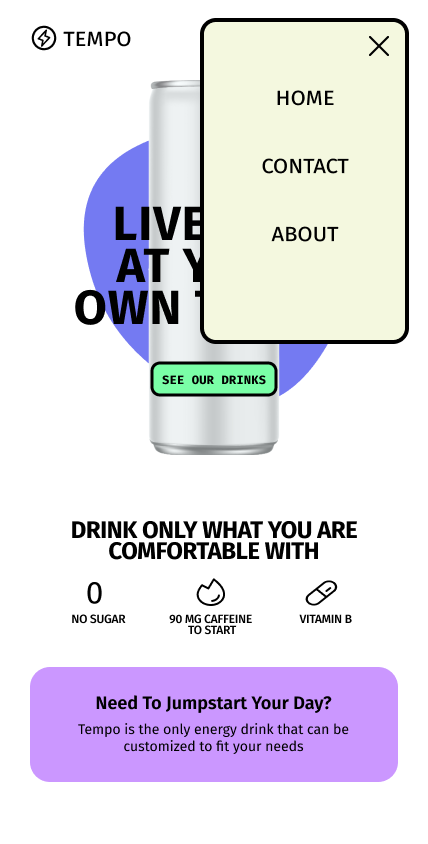 TEMPO
HOME
CONTACT
ABOUT
LIVE
AT
OWN
SEE OUR DRINKS
DRINK ONLY WHAT YOU ARE
COMFORTABLE WITH
0
NO SUGAR
90 MG CAFFEINE
TO START
VITAMIN B
Need To Jumpstart Your Day?
Tempo is the only energy drink that can be
customized to fit your needs